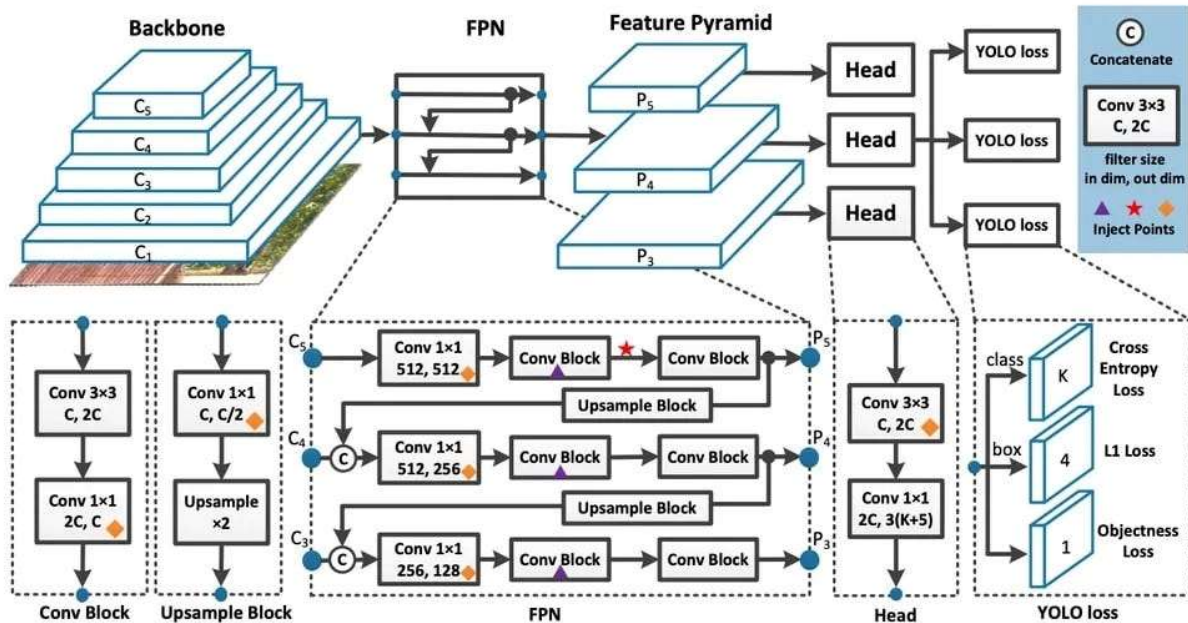 Backbone
FPN
Feature Pyramid
C5
C4
C3
C2
C1
P5
P4
P3
Head
Head
Head
YOLO loss
YOLO loss
YOLO loss
C
Concatenate
Conv 3×3
C, 2C
filter size
in dim, out dim
Inject Points
Conv 3×3
C, 2C
Conv 1×1
2C, C
Conv Block
Conv 1×1
C, C/2
Upsample
×2
Upsample Block
C5
Conv 1×1
512, 512
Conv Block
Conv Block
P5
Upsample Block
C4
C
Conv 1×1
512, 256
Conv Block
Conv Block
P4
Upsample Block
C3
C
Conv 1×1
256, 128
Conv Block
Conv Block
P3
FPN
Conv 3×3
C, 2C
Conv 1×1
2C, 3(K+5)
Head
class
K
Cross
Entropy
Loss
box
4
L1 Loss
1
Objectness
Loss
YOLO loss